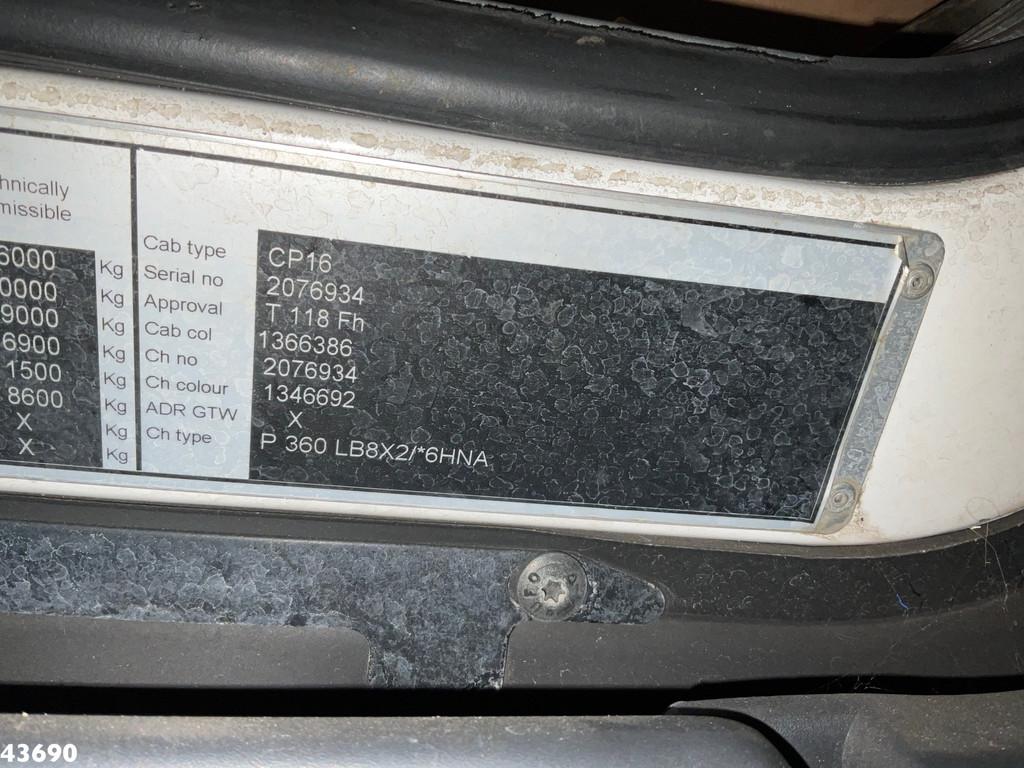 hnically
missible
6000 Kg
0000 Kg
9000 Kg
6900 Kg
1500 Kg
8600 Kg
X Kg
X Kg
Cab type CP16
Serial no 2076934
Approval T 118 Fh
Cab col 1366386
Ch no 2076934
Ch colour 1346692
ADR GTW X
Ch type P 360 LB8X2/*6HNA
43690